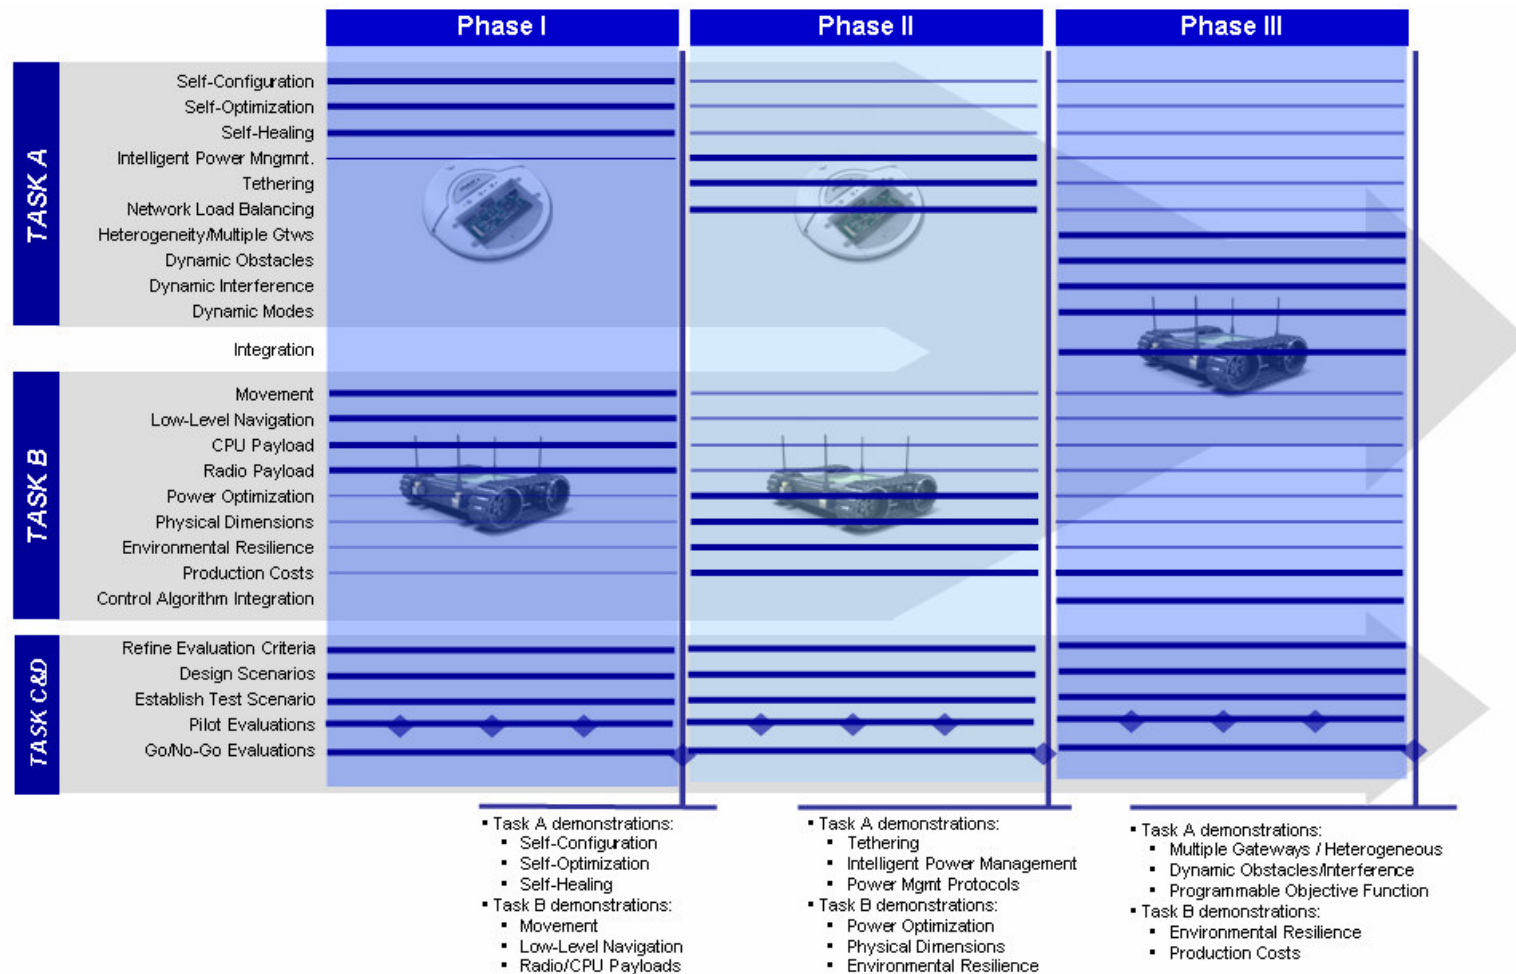 Phase I
Phase II
Phase III
TASK A
Self-Configuration
Self-Optimization
Self-Healing
Intelligent Power Mngmnt.
Tethering
Network Load Balancing
Heterogeneity/Multiple Gtws
Dynamic Obstacles
Dynamic Interference
Dynamic Modes
Integration
TASK B
Movement
Low-Level Navigation
CPU Payload
Radio Payload
Power Optimization
Physical Dimensions
Environmental Resilience
Production Costs
Control Algorithm Integration
TASK C&D
Refine Evaluation Criteria
Design Scenarios
Establish Test Scenario
Pilot Evaluations
Go/No-Go Evaluations
▪ Task A demonstrations:
▪ Self-Configuration
▪ Self-Optimization
▪ Self-Healing
▪ Task B demonstrations:
▪ Movement
▪ Low-Level Navigation
▪ Radio/CPU Payloads
▪ Task A demonstrations:
▪ Tethering
▪ Intelligent Power Management
▪ Power Mgmt Protocols
▪ Task B demonstrations:
▪ Power Optimization
▪ Physical Dimensions
▪ Environmental Resilience
▪ Task A demonstrations:
▪ Multiple Gateways / Heterogeneous
▪ Dynamic Obstacles/Interference
▪ Programmable Objective Function
▪ Task B demonstrations:
▪ Environmental Resilience
▪ Production Costs